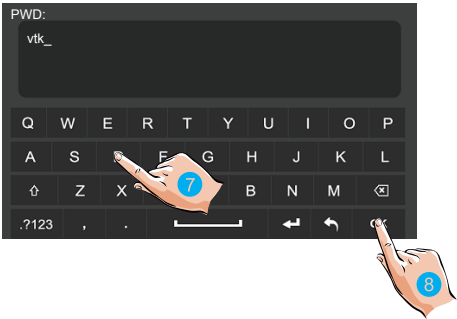 PWD:
vtk_
Q W E R T Y U I O P
A S F G H J K L
Z X B N M
.?123 , .
7
8